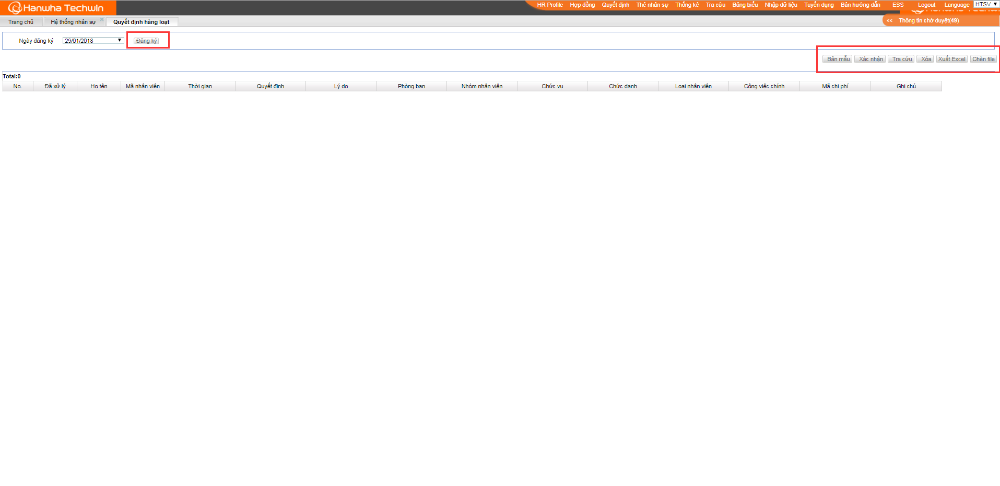 Hanwha Techwin HR Profile Hợp đồng Quyết định Thẻ nhân sự Thống kê Tra cứu Bảng biểu Nhập dữ liệu Tuyển dụng Bản hướng dẫn ESS Logout Language HTSV
Trang chủ Hệ thống nhân sự Quyết định hàng loạt << Thông tin chờ duyệt(49)
Ngày đăng ký 29/01/2018 Đăng ký
Bản mẫu Xác nhận Tra cứu Xóa Xuất Excel Chèn file
Total:0
No. Đã xử lý Họ tên Mã nhân viên Thời gian Quyết định Lý do Phòng ban Nhóm nhân viên Chức vụ Chức danh Loại nhân viên Công việc chính Mã chi phí Ghi chú